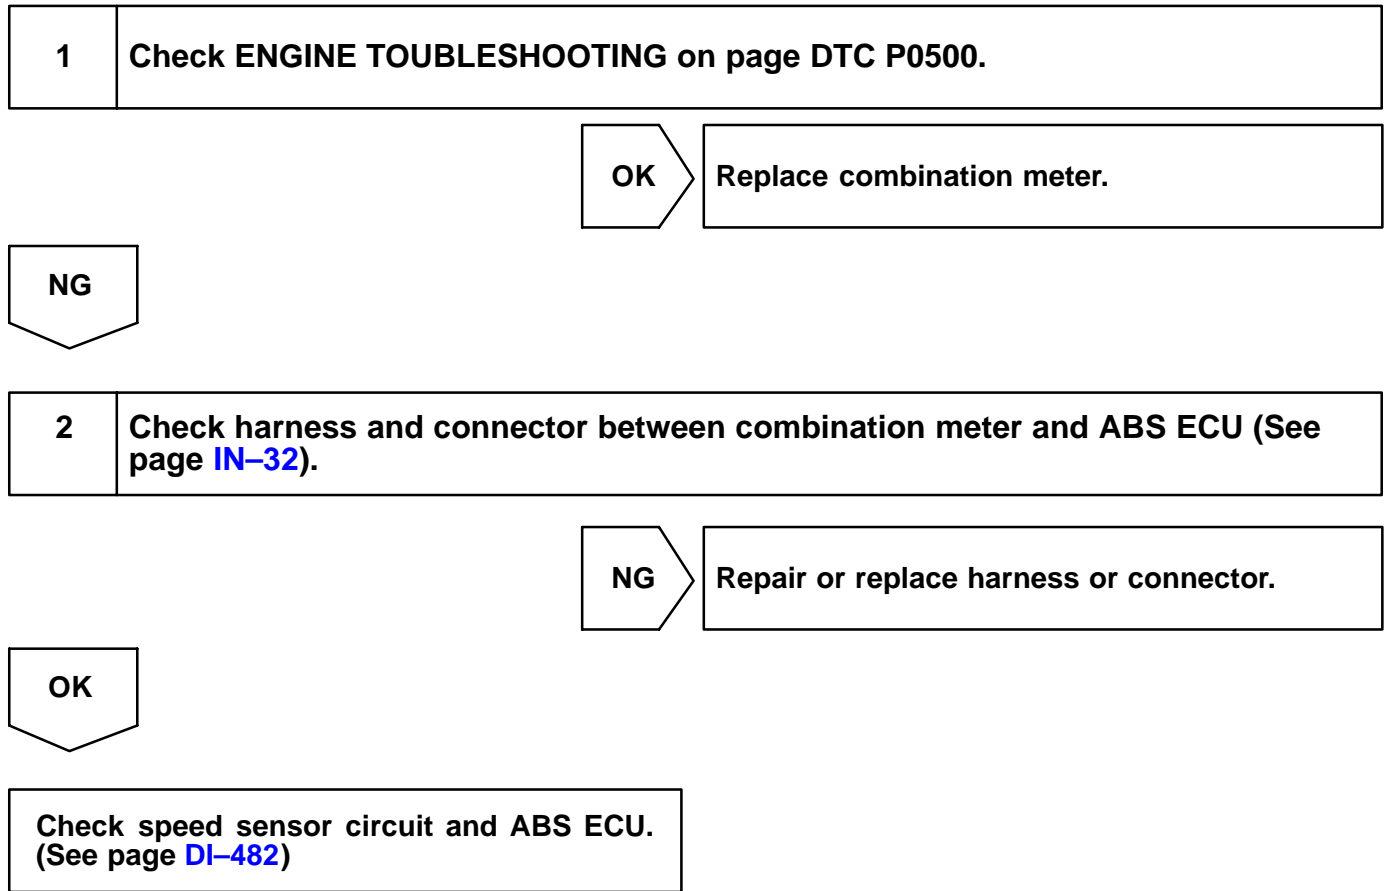 1
Check ENGINE TOUBLESHOOTING on page DTC P0500.
OK
Replace combination meter.
NG
2
Check harness and connector between combination meter and ABS ECU (See
page IN–32).
NG
Repair or replace harness or connector.
OK
Check speed sensor circuit and ABS ECU.
(See page DI–482)